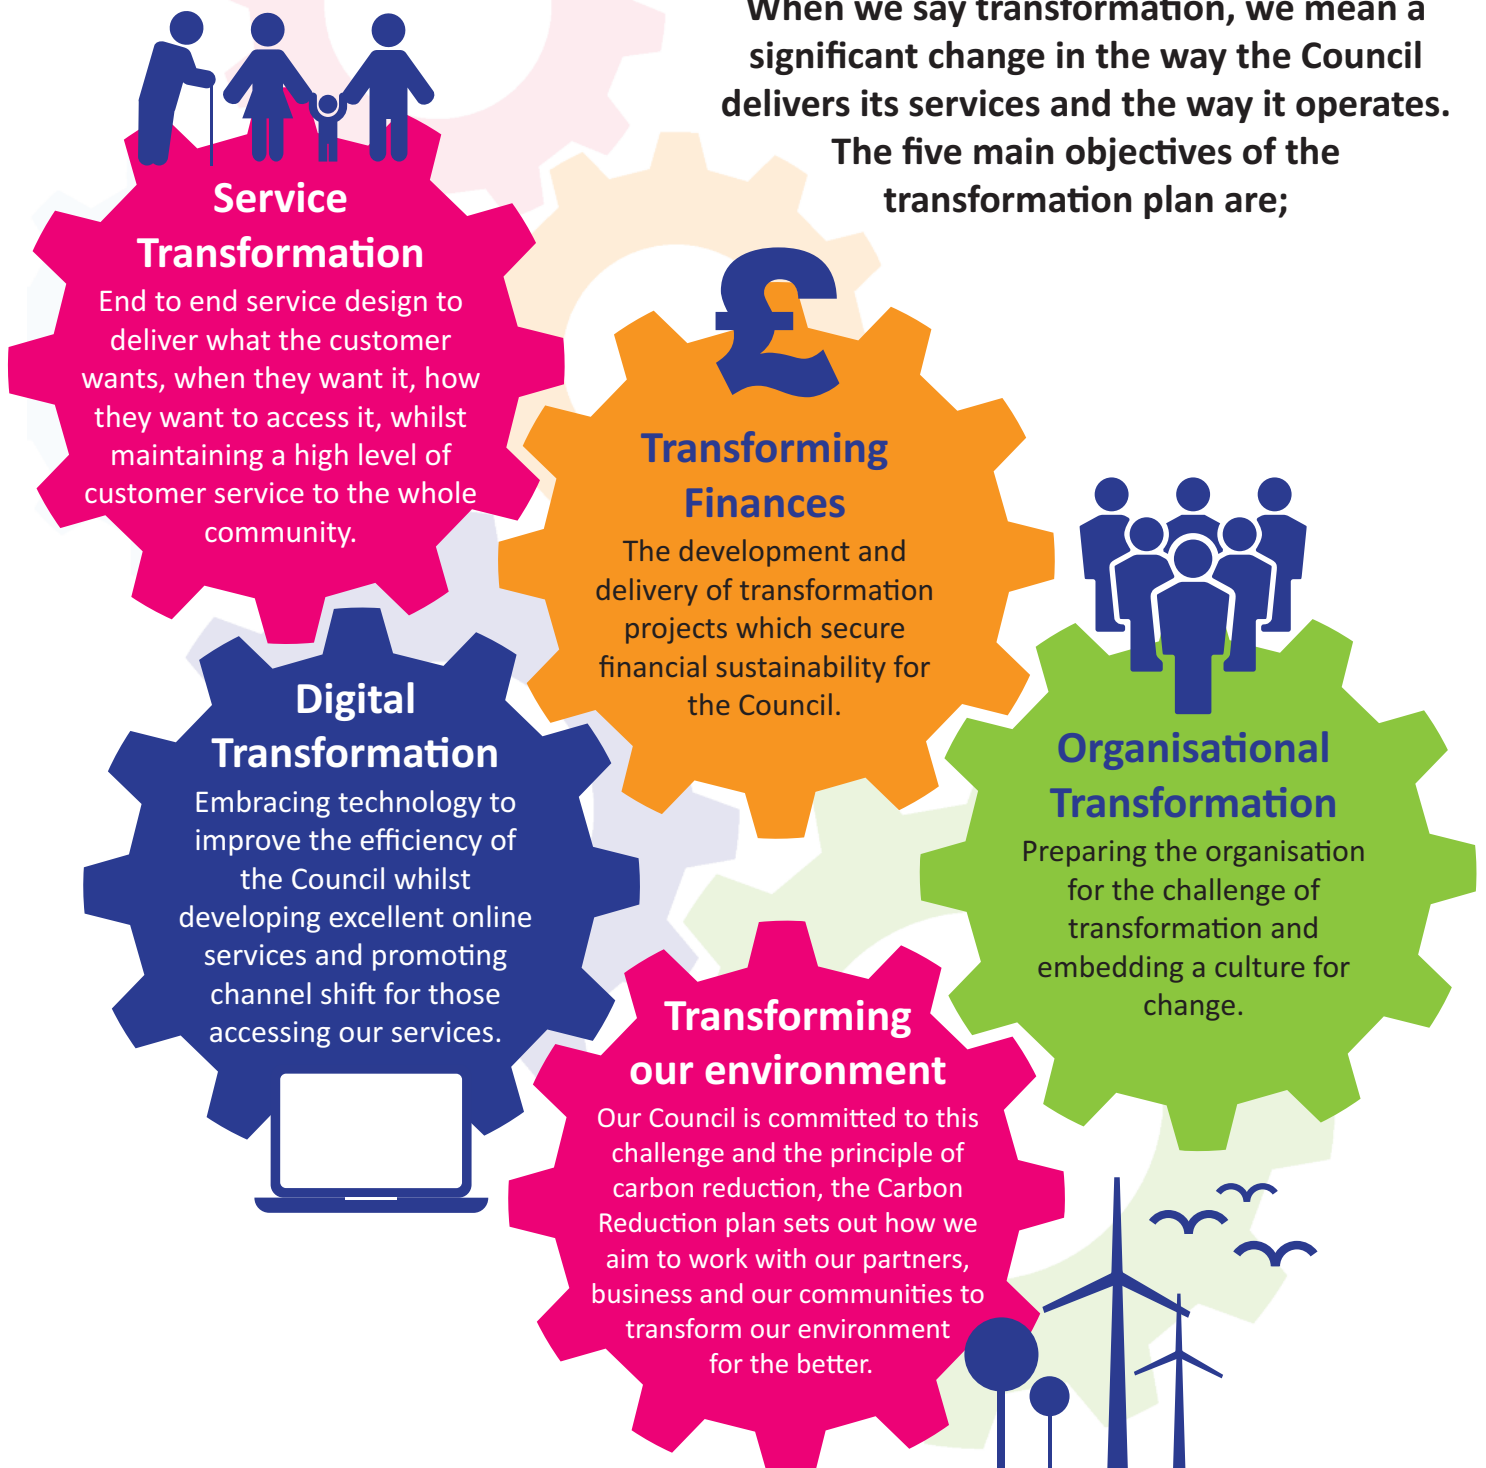 When we say transformation, we mean a
significant change in the way the Council
delivers its services and the way it operates.
The five main objectives of the
transformation plan are;
Service
Transformation
End to end service design to
deliver what the customer
wants, when they want it, how
they want to access it, whilst
maintaining a high level of
customer service to the whole
community.
£
Transforming
Finances
The development and
delivery of transformation
projects which secure
financial sustainability for
the Council.
Digital
Transformation
Embracing technology to
improve the efficiency of
the Council whilst
developing excellent online
services and promoting
channel shift for those
accessing our services.
Organisational
Transformation
Preparing the organisation
for the challenge of
transformation and
embedding a culture for
change.
Transforming
our environment
Our Council is committed to this
challenge and the principle of
carbon reduction, the Carbon
Reduction plan sets out how we
aim to work with our partners,
business and our communities to
transform our environment
for the better.